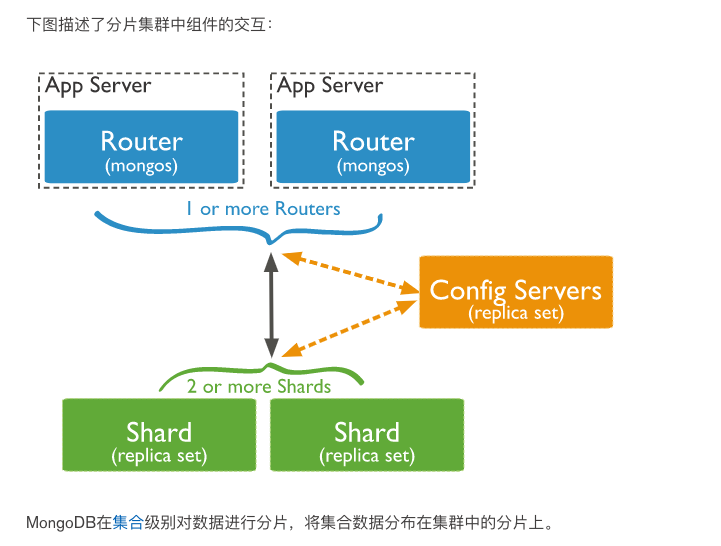 下图描述了分片集群中组件的交互：
App Server
App Server
Router
(mongos)
Router
(mongos)
1 or more Routers
Config Servers
(replica set)
2 or more Shards
Shard
(replica set)
Shard
(replica set)
MongoDB在集合级别对数据进行分片，将集合数据分布在集群中的分片上。